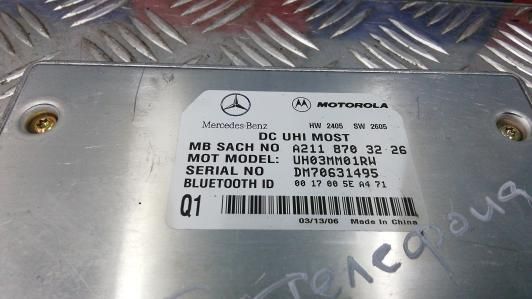 Mercedes-Benz
MOTOROLA
HW 2405 SW 2605
DC UHI MOST
MB SACH NO A211 870 32 26
MOT MODEL: UH03MM01RW
SERIAL NO DM70631495
BLUETOOTH ID 00 17 00 5E A4 71
Q1
03/13/06 Made in China
телефона